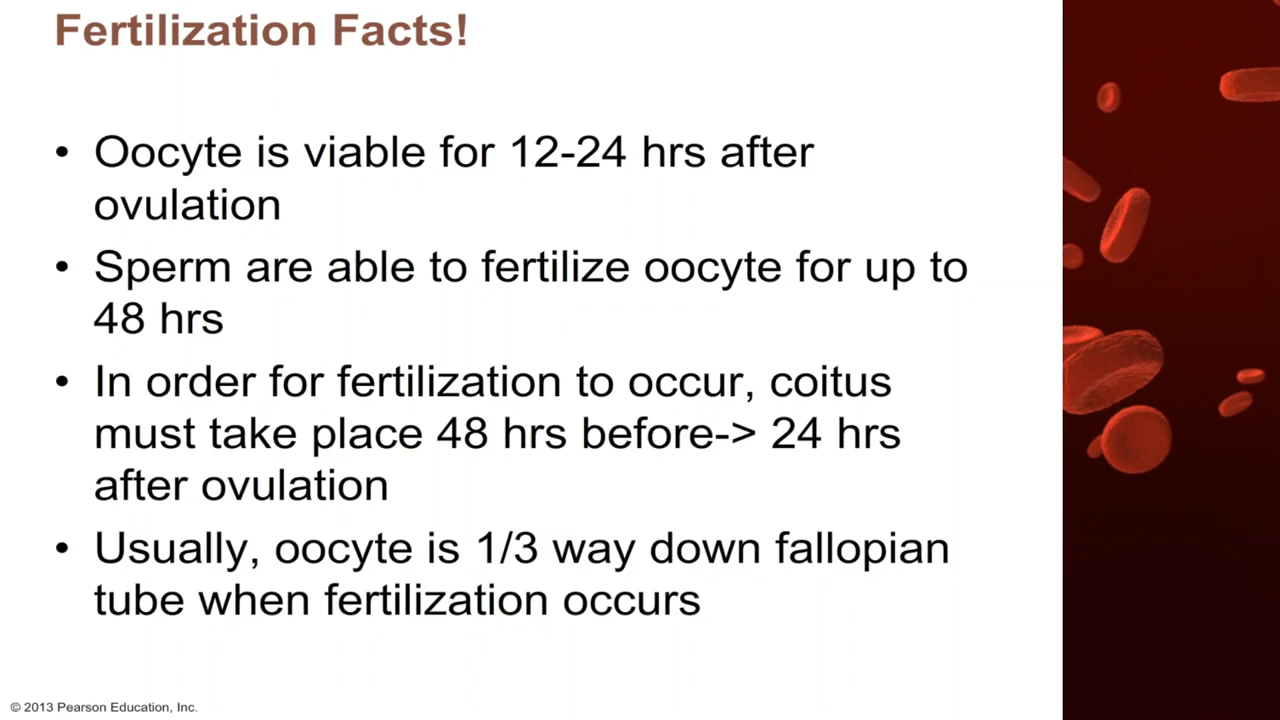 Fertilization Facts!
• Oocyte is viable for 12-24 hrs after
ovulation
• Sperm are able to fertilize oocyte for up to
48 hrs
• In order for fertilization to occur, coitus
must take place 48 hrs before-> 24 hrs
after ovulation
• Usually, oocyte is 1/3 way down fallopian
tube when fertilization occurs
© 2013 Pearson Education, Inc.